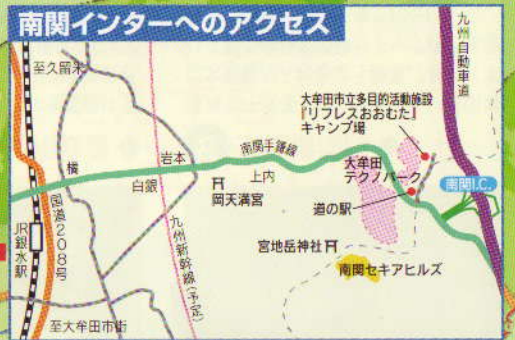 南関インターへのアクセス
至久留米
九州自動車道
大牟田市立多目的活動施設
『リフレスおおむた』
キャンプ場
南関手鎌線
岩本
上内
橘
白銀
岡天満宮
大牟田
テクノパーク
南関I.C.
道の駅
国道208号
JR銀水駅
九州新幹線(予定)
宮地岳神社
南関セキアヒルズ
至大牟田市街